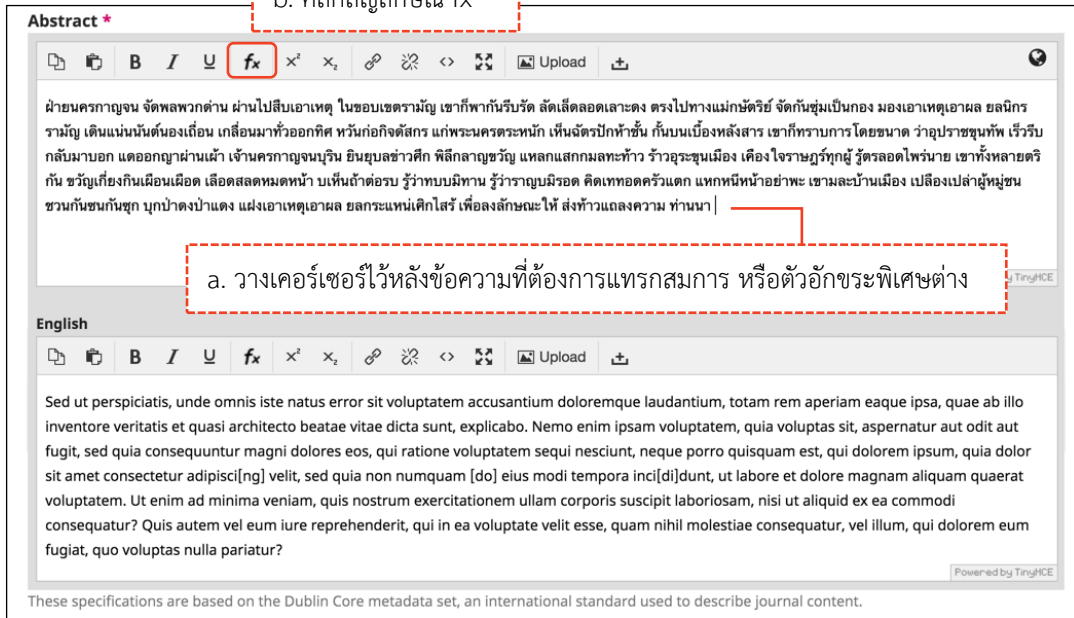 b. คลิกสัญลักษณ์ fx
Abstract *
B I U fx x² x₂ <> Upload
ฝ่ายนครกาญจน จัดพลพวกด่าน ผ่านไปสืบเอาเหตุ ในขอบเขตรามัญ เขาก็พากันรีบรัด ลัดเล็ดลอดเลาะดง ตรงไปทางแม่กษัตริย์ จัดกันซุ่มเป็นกอง มองเอาเหตุเอาผล ยลนิกร
รามัญ เดินแน่นนันต์นองเถื่อน เกลื่อนมาทั่วออกทิศ หวันก่อกิจดัสกร แก่พระนครตระหนัก เห็นฉัตรปักห้าชั้น กั้นบนเบื้องหลังสาร เขาก็ทราบการโดยขนาด ว่าอุปราชขุนทัพ เร็วรีบ
กลับมาบอก แดออกญาผ่านเผ้า เจ้านครกาญจนบุริน ยินยุบลข่าวศึก พิลึกลาญขวัญ แหลกแสกกมลทะท้าว ร้าวอุระขุนเมือง เคืองใจราษฎร์ทุกผู้ รู้ตรลอดไพร่นาย เขาทั้งหลายตริ
กัน ขวัญเกี่ยงกินเผือนเผือด เลือดสลดหมดหน้า บเห็นถ้าต่อรบ รู้ว่าทบบมิทาน รู้ว่าราญบมิรอด คิดเททอดครัวแตก แหกหนีหน้าอย่าพะ เขามละบ้านเมือง เปลืองเปล่าผู้หมู่ชน
ชวนกันซนกันซุก บุกป่าดงป่าแดง แฝงเอาเหตุเอาผล ยลกระแหน่เศิกไสร้ เพื่อลงลักษณะให้ ส่งท้าวแถลงความ ท่านนา
a. วางเคอร์เซอร์ไว้หลังข้อความที่ต้องการแทรกสมการ หรือตัวอักขระพิเศษต่าง
TinyMCE
English
B I U fx x² x₂ <> Upload
Sed ut perspiciatis, unde omnis iste natus error sit voluptatem accusantium doloremque laudantium, totam rem aperiam eaque ipsa, quae ab illo
inventore veritatis et quasi architecto beatae vitae dicta sunt, explicabo. Nemo enim ipsam voluptatem, quia voluptas sit, aspernatur aut odit aut
fugit, sed quia consequuntur magni dolores eos, qui ratione voluptatem sequi nesciunt, neque porro quisquam est, qui dolorem ipsum, quia dolor
sit amet consectetur adipisci[ng] velit, sed quia non numquam [do] eius modi tempora inci[di]dunt, ut labore et dolore magnam aliquam quaerat
voluptatem. Ut enim ad minima veniam, quis nostrum exercitationem ullam corporis suscipit laboriosam, nisi ut aliquid ex ea commodi
consequatur? Quis autem vel eum iure reprehenderit, qui in ea voluptate velit esse, quam nihil molestiae consequatur, vel illum, qui dolorem eum
fugiat, quo voluptas nulla pariatur?
Powered by TinyMCE
These specifications are based on the Dublin Core metadata set, an international standard used to describe journal content.